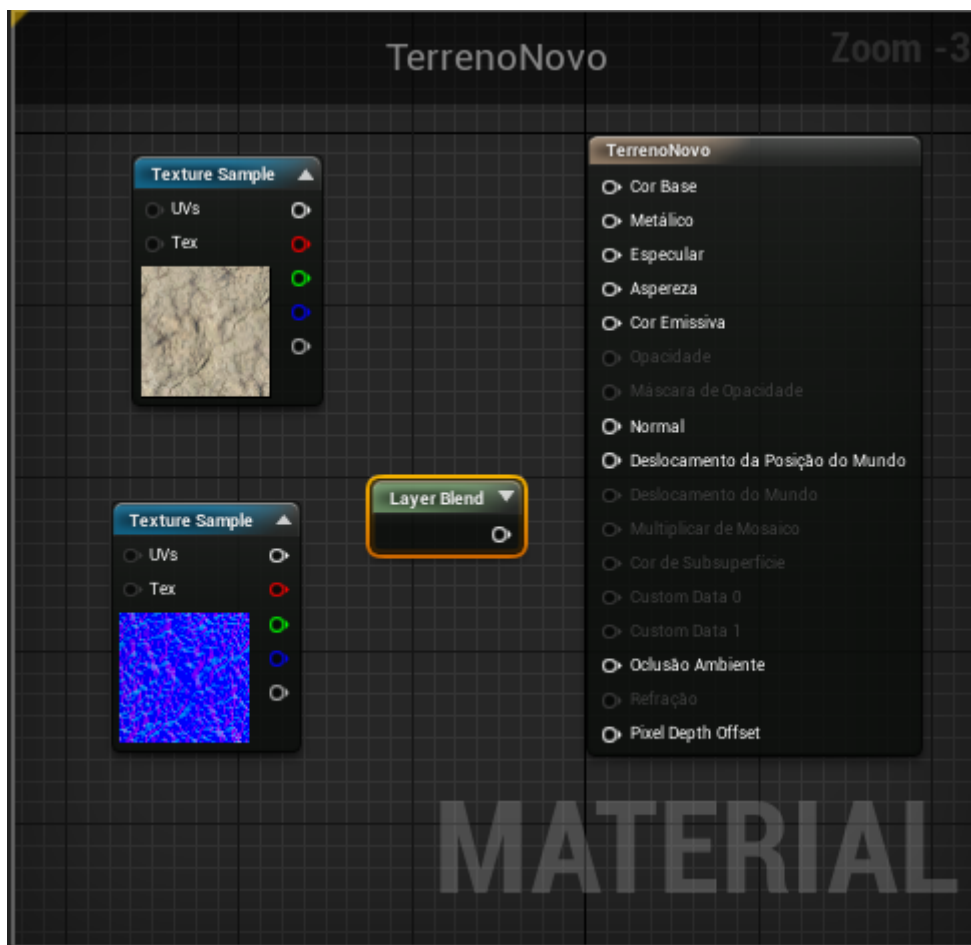 TerrenoNovo
Zoom -3
Texture Sample
UVs
Tex
Texture Sample
UVs
Tex
Layer Blend
TerrenoNovo
Cor Base
Metálico
Especular
Aspereza
Cor Emissiva
Opacidade
Máscara de Opacidade
Normal
Deslocamento da Posição do Mundo
Deslocamento do Mundo
Multiplicar de Mosaico
Cor de Subsuperfície
Custom Data 0
Custom Data 1
Oclusão Ambiente
Refração
Pixel Depth Offset
MATERIAL